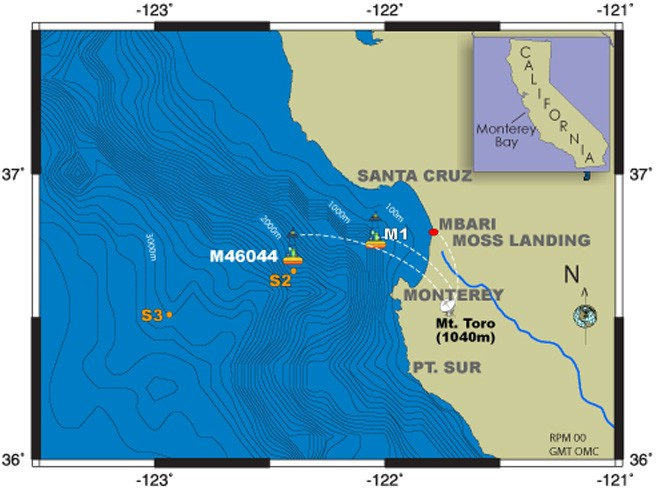 -123°
-122°
-121°
CALIFORNIA
Monterey
Bay
37°
37°
SANTA CRUZ
100m
1000m
2000m
3000m
M1
MBARI
MOSS LANDING
M46044
S2
N
MONTEREY
S3
Mt. Toro
(1040m)
PT. SUR
RPM 00
GMT OMC
36°
36°
-123°
-122°
-121°